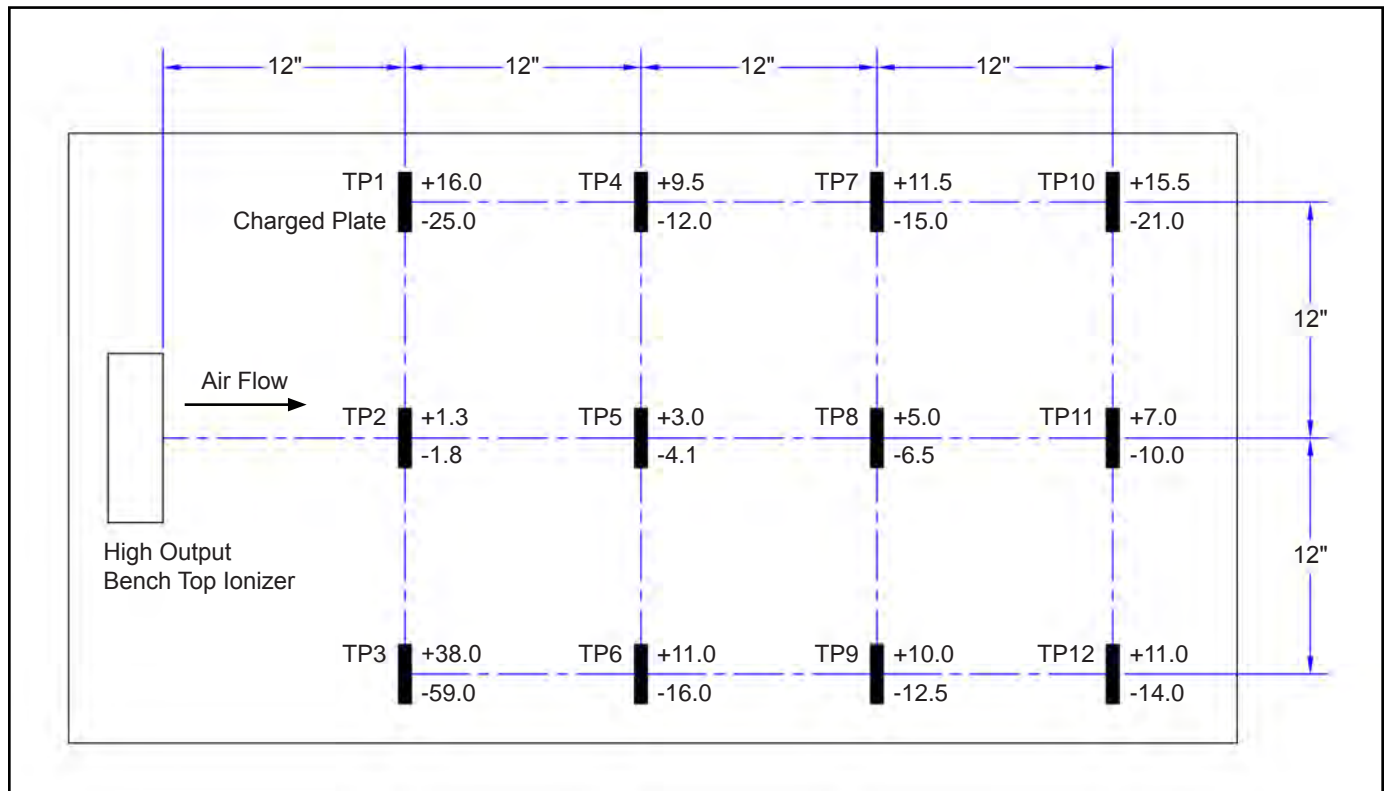 12" 12" 12" 12"
TP1 +16.0 TP4 +9.5 TP7 +11.5 TP10 +15.5
Charged Plate -25.0 -12.0 -15.0 -21.0
12"
Air Flow
TP2 +1.3 TP5 +3.0 TP8 +5.0 TP11 +7.0
-1.8 -4.1 -6.5 -10.0
High Output
Bench Top Ionizer
12"
TP3 +38.0 TP6 +11.0 TP9 +10.0 TP12 +11.0
-59.0 -16.0 -12.5 -14.0